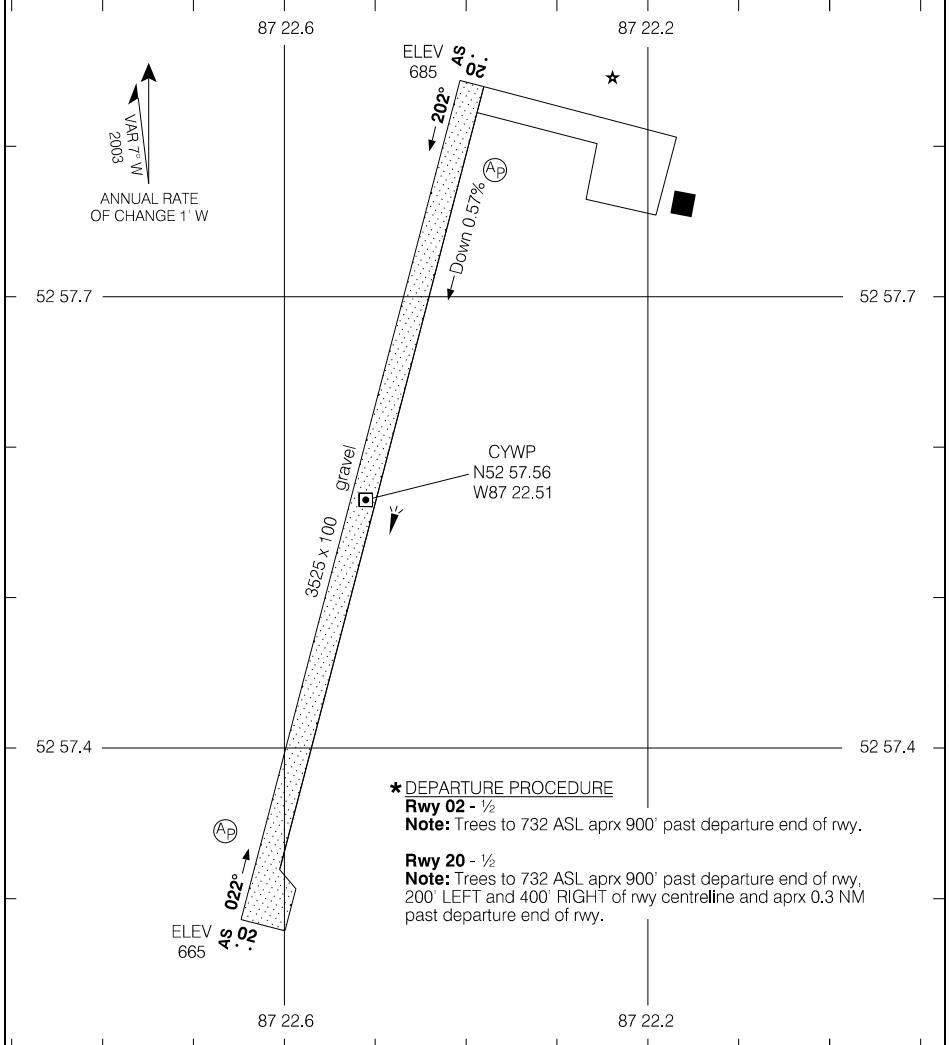 87 22.6
87 22.2
ELEV
685
AS
20
202°
VAR 7° W
2003
ANNUAL RATE
OF CHANGE 1' W
AP
Down 0.57%
52 57.7
52 57.7
gravel
3525 x 100
CYWP
N52 57.56
W87 22.51
52 57.4
52 57.4
* DEPARTURE PROCEDURE
Rwy 02 - ½
Note: Trees to 732 ASL aprx 900' past departure end of rwy.
Rwy 20 - ½
Note: Trees to 732 ASL aprx 900' past departure end of rwy,
200' LEFT and 400' RIGHT of rwy centreline and aprx 0.3 NM
past departure end of rwy.
AP
022°
02
AS
ELEV
665
87 22.6
87 22.2